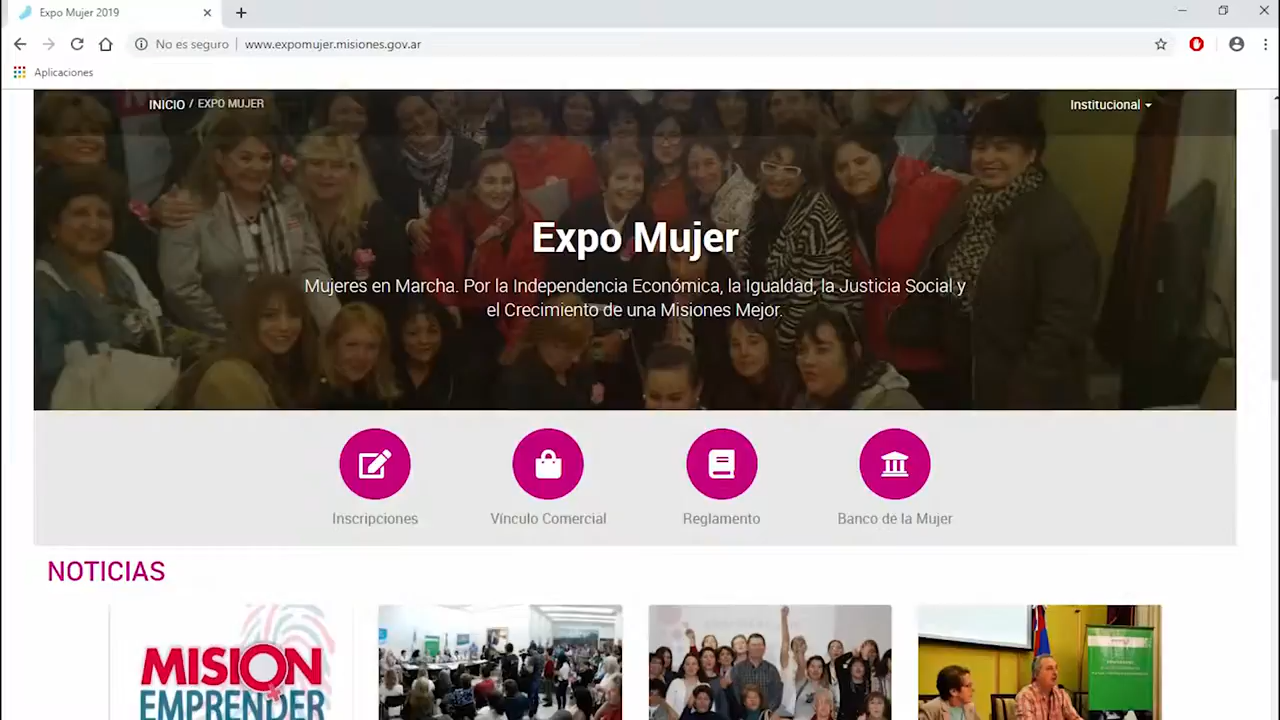 Expo Mujer 2019
No es seguro
www.expomujer.misiones.gov.ar
Aplicaciones
INICIO / EXPO MUJER
Institucional
Expo Mujer
Mujeres en Marcha. Por la Independencia Económica, la Igualdad, la Justicia Social y
el Crecimiento de una Misiones Mejor.
Inscripciones
Vínculo Comercial
Reglamento
Banco de la Mujer
NOTICIAS
MISION
EMPRENDER